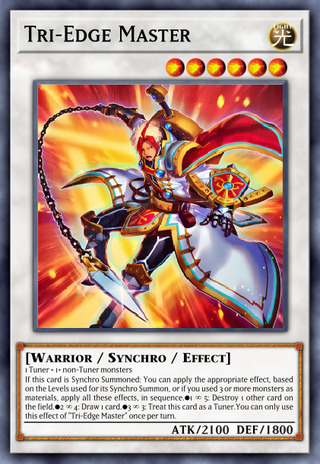 Tri-Edge Master
LIGHT
光
[Warrior / Synchro / Effect]
1 Tuner + 1+ non-Tuner monsters
If this card is Synchro Summoned: You can apply the appropriate effect, based
on the Levels used for its Synchro Summon, or if you used 3 or more monsters as
materials, apply all these effects, in sequence.●1 ∞ 5: Destroy 1 other card on
the field.●2 ∞ 4: Draw 1 card.●3 ∞ 3: Treat this card as a Tuner.You can only use
this effect of "Tri-Edge Master" once per turn.
ATK/2100 DEF/1800